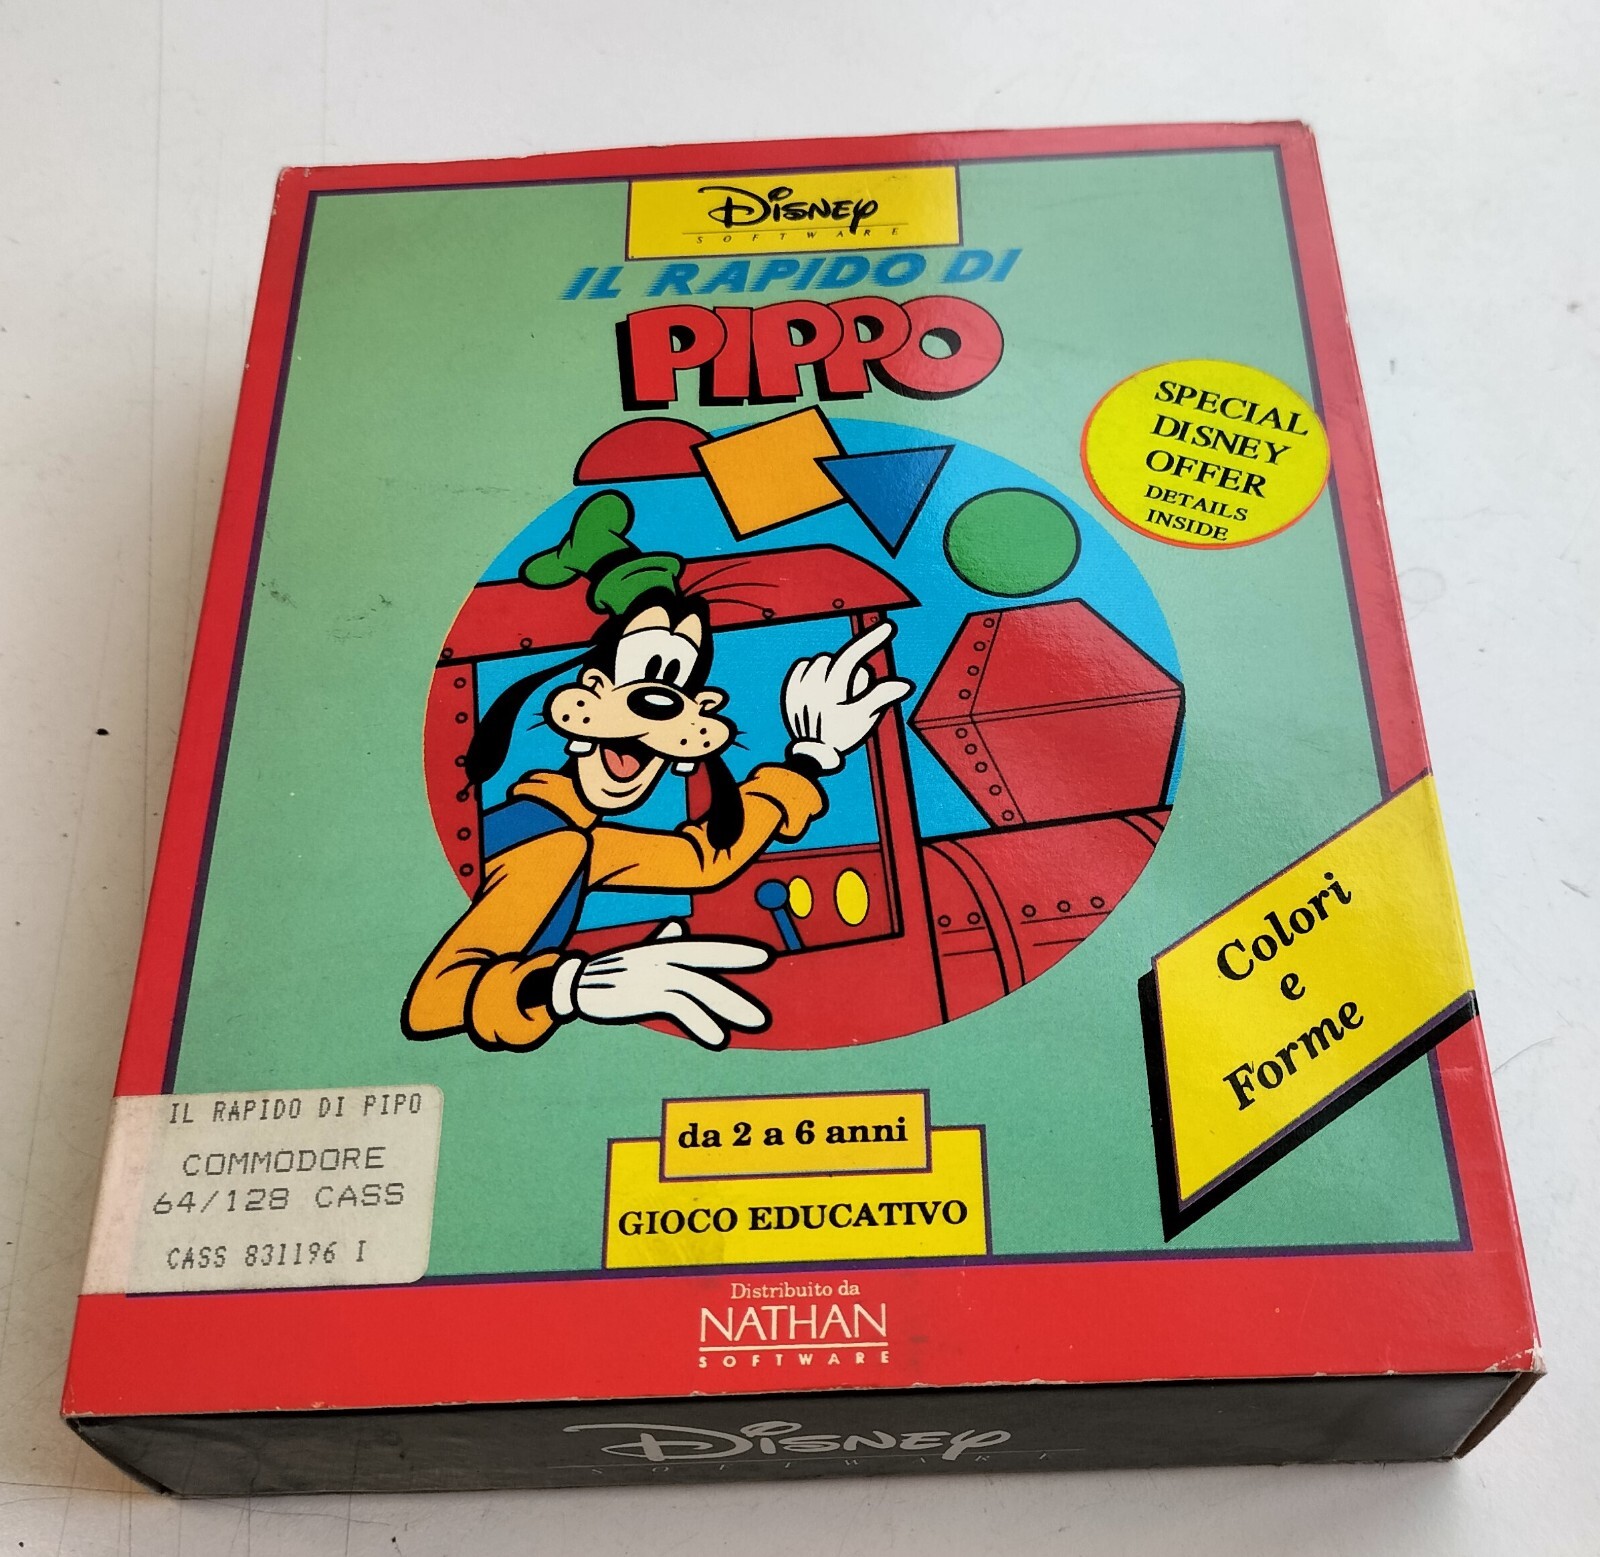 Disney
SOFTWARE
IL RAPIDO DI
PIPPO
SPECIAL
DISNEY
OFFER
DETAILS
INSIDE
Colori
e
Forme
IL RAPIDO DI PIPO
COMMODORE
64/128 CASS
CASS 831196 I
da 2 a 6 anni
GIOCO EDUCATIVO
Distribuito da
NATHAN
SOFTWARE
Disney
SOFTWARE